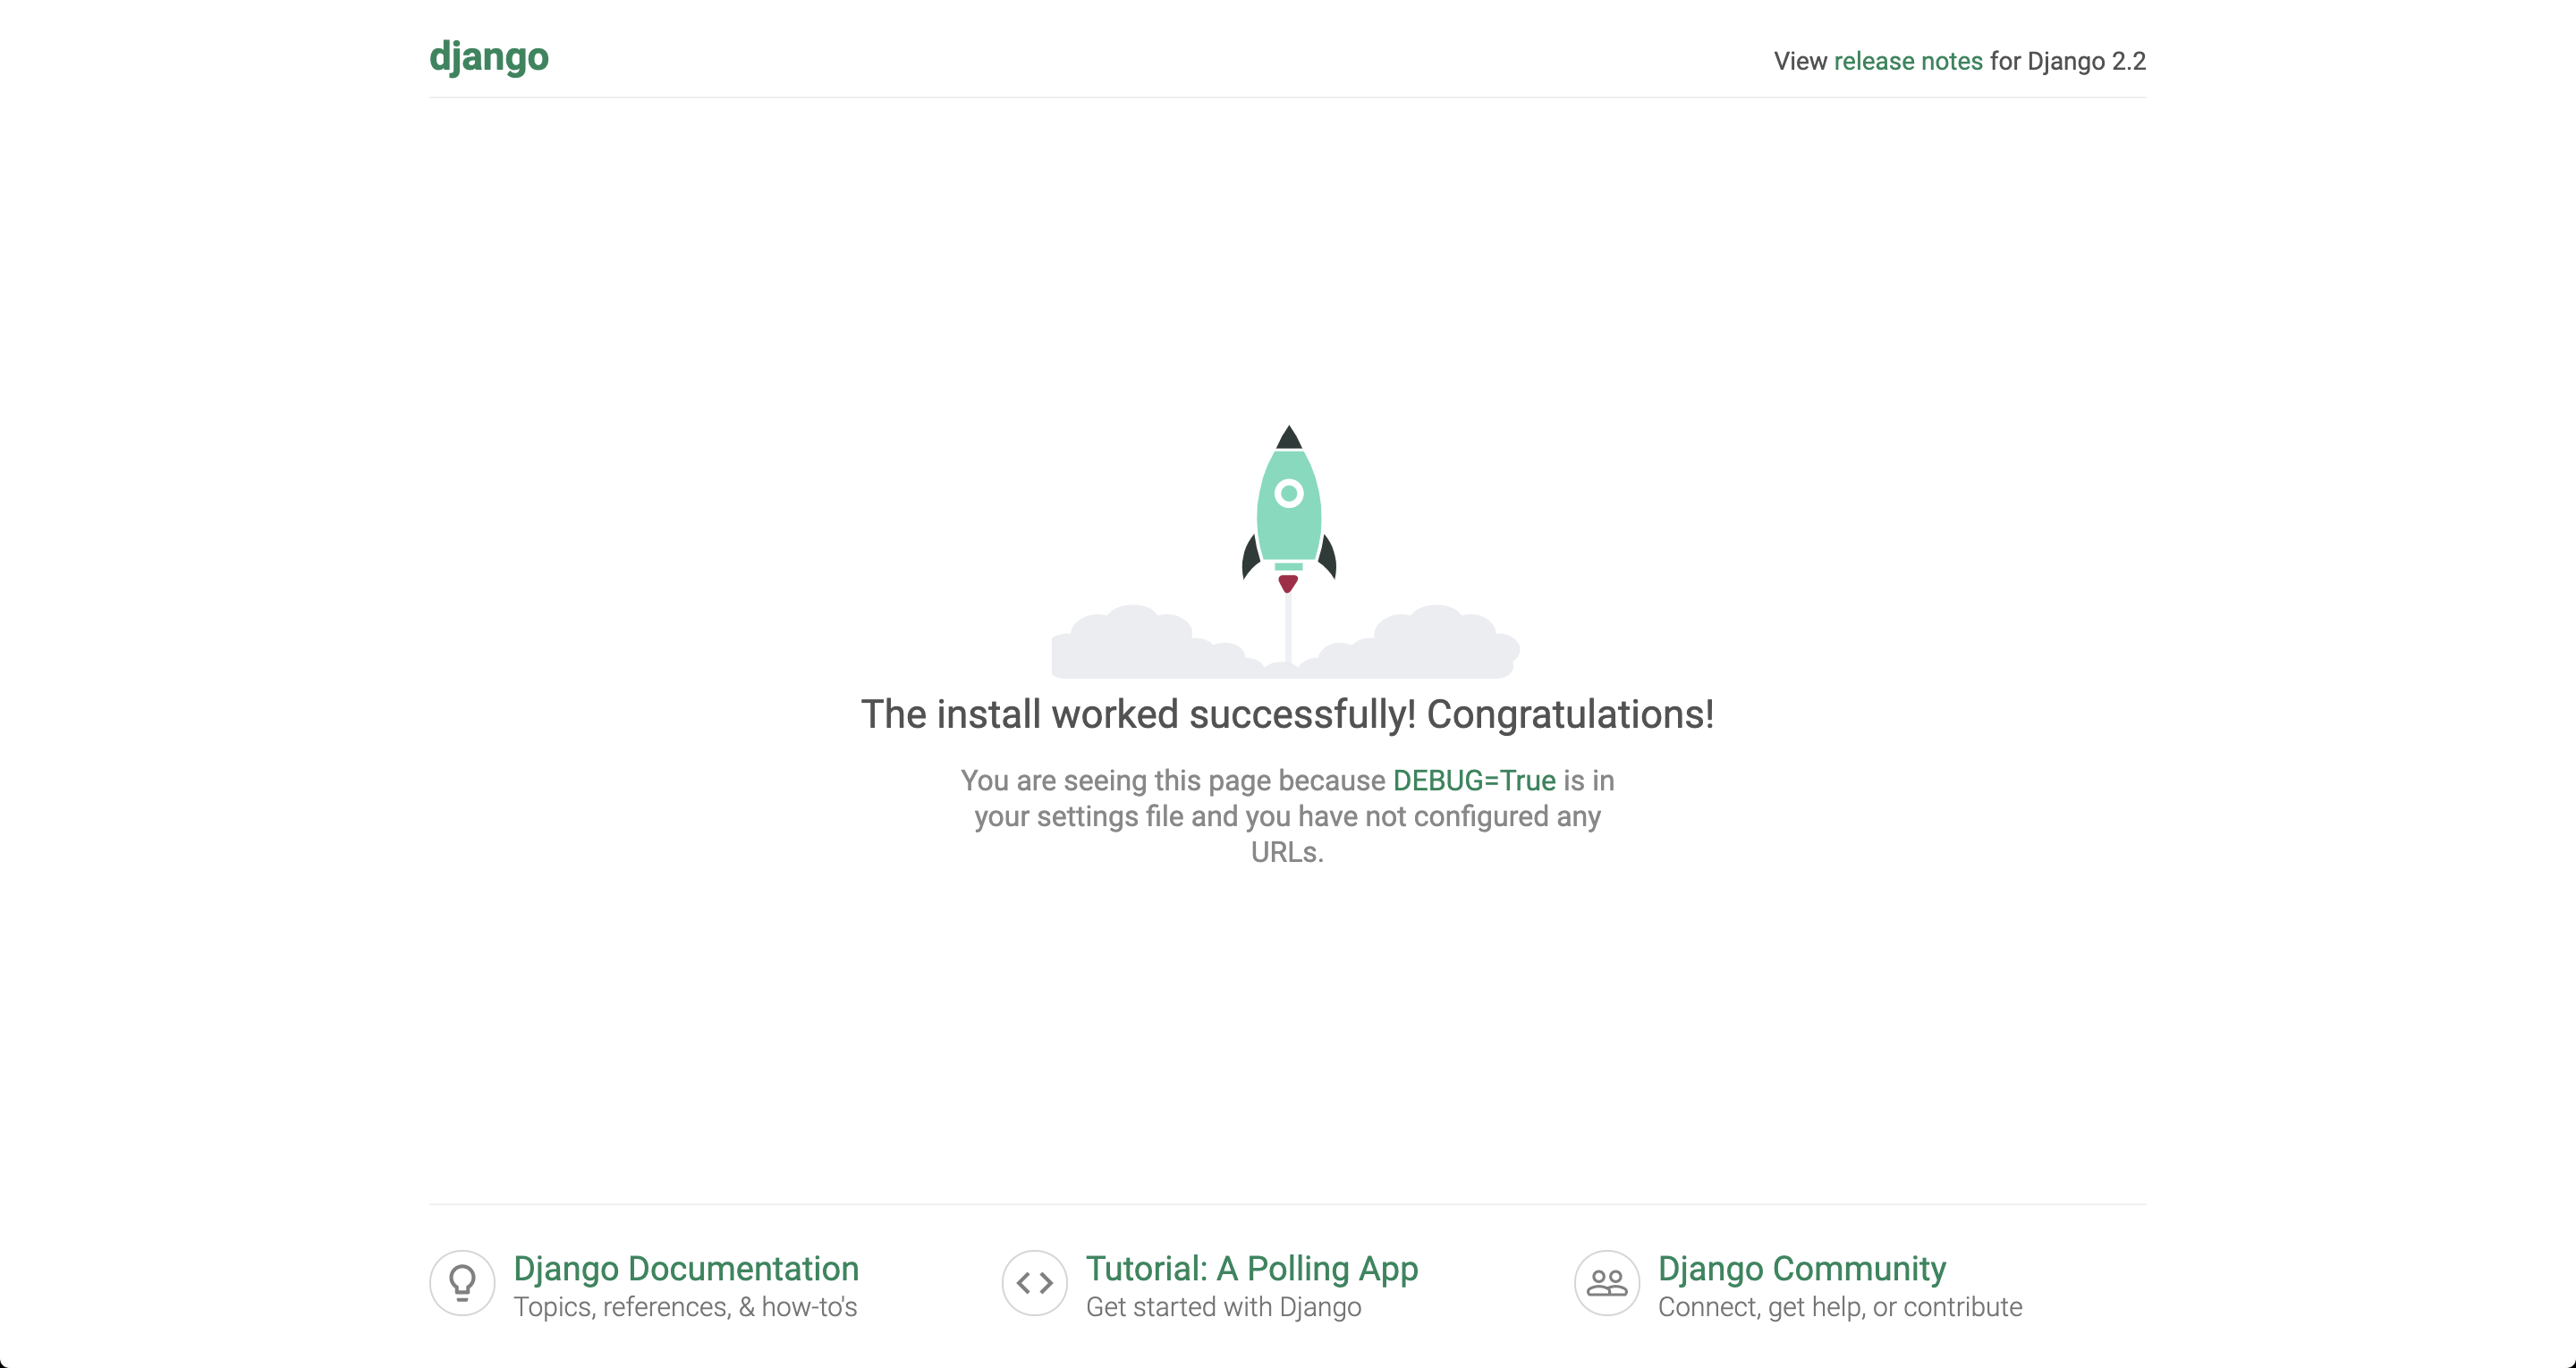 django
View release notes for Django 2.2
The install worked successfully! Congratulations!
You are seeing this page because DEBUG=True is in
your settings file and you have not configured any
URLs.
Django Documentation
Topics, references, & how-to's
Tutorial: A Polling App
Get started with Django
Django Community
Connect, get help, or contribute